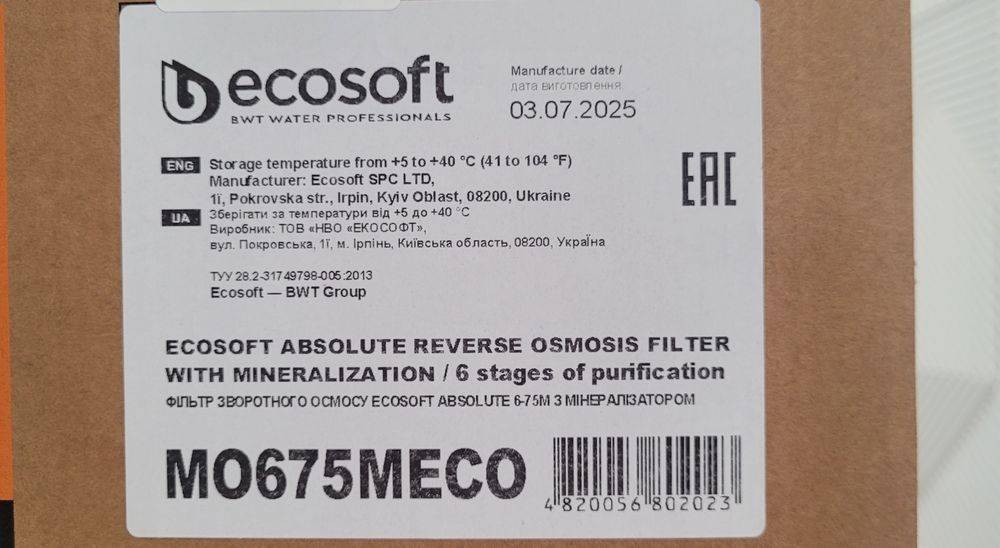 ecosoft
BWT WATER PROFESSIONALS
Manufacture date /
дата виготовлення:
03.07.2025
ENG
Storage temperature from +5 to +40 °C (41 to 104 °F)
Manufacturer: Ecosoft SPC LTD,
1ї, Pokrovska str., Irpin, Kyiv Oblast, 08200, Ukraine
UA
Зберігати за температури від +5 до +40 °C
Виробник: ТОВ «НВО «ЕКОСОФТ»,
вул. Покровська, 1ї, м. Ірпінь, Київська область, 08200, Україна
EAC
ТУУ 28.2-31749798-005:2013
Ecosoft — BWT Group
ECOSOFT ABSOLUTE REVERSE OSMOSIS FILTER
WITH MINERALIZATION / 6 stages of purification
ФІЛЬТР ЗВОРОТНОГО ОСМОСУ ECOSOFT ABSOLUTE 6-75M З МІНЕРАЛІЗАТОРОМ
MO675MECO
4 820056 802023